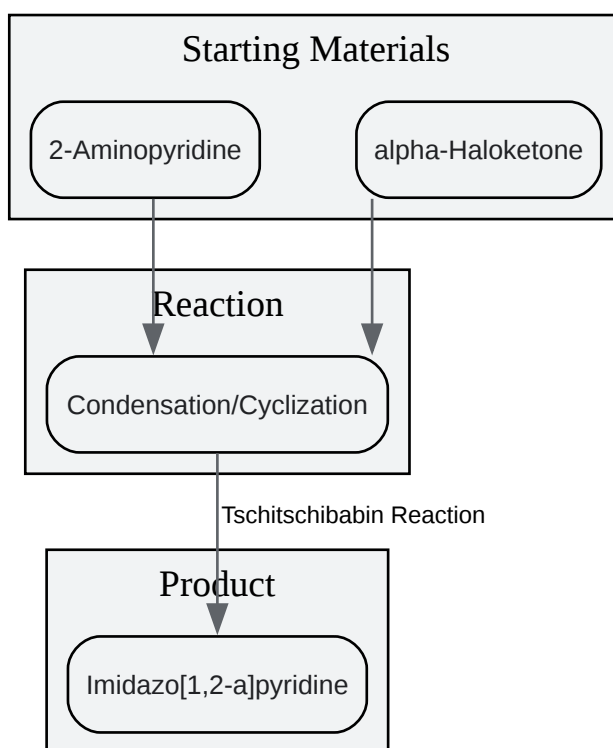 Starting Materials
2-Aminopyridine
alpha-Haloketone
Reaction
Condensation/Cyclization
Tschitschibabin Reaction
Product
Imidazo[1,2-a]pyridine